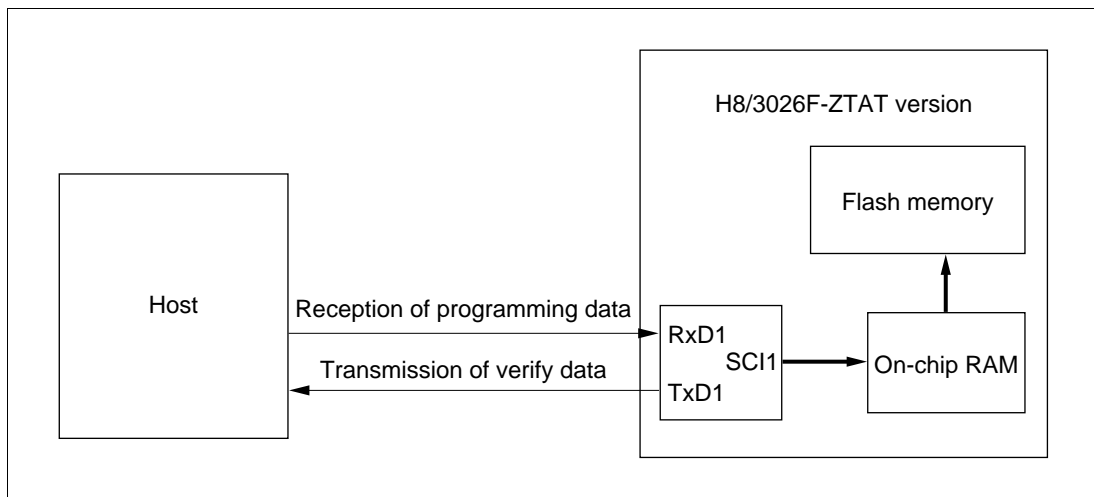 H8/3026F-ZTAT version
Flash memory
Host
Reception of programming data
RxD1
SCI1
On-chip RAM
Transmission of verify data
TxD1